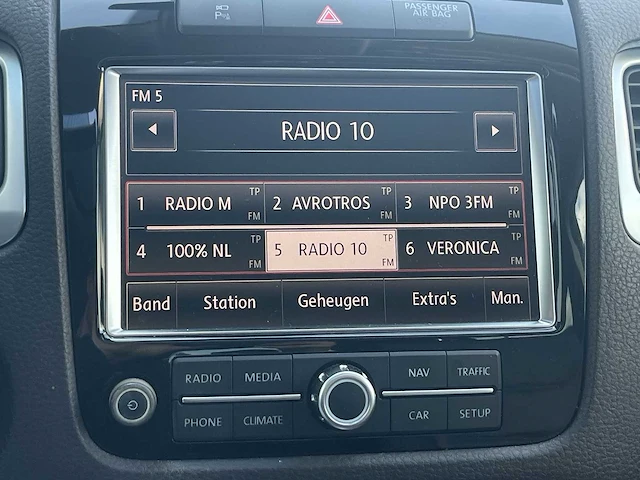 P
PASSENGER
AIR BAG
FM 5
RADIO 10
1 RADIO M TP FM
2 AVROTROS TP FM
3 NPO 3FM TP FM
4 100% NL TP FM
5 RADIO 10 TP FM
6 VERONICA TP FM
Band Station Geheugen Extra's Man.
RADIO MEDIA NAV TRAFFIC
PHONE CLIMATE CAR SETUP